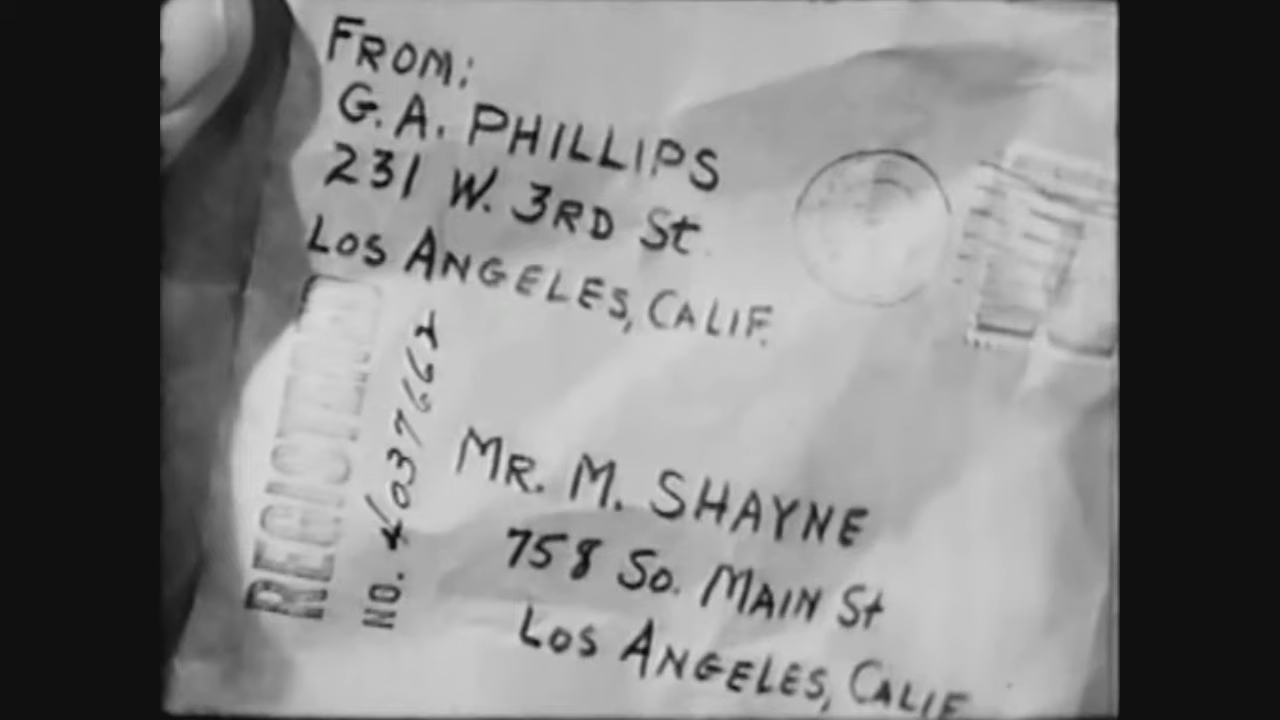 FROM:
G. A. PHILLIPS
231 W. 3RD St.
LOS ANGELES, CALIF.
REGISTERED
NO.
MR. M. SHAYNE
758 So. MAIN St
LOS ANGELES, CALIF